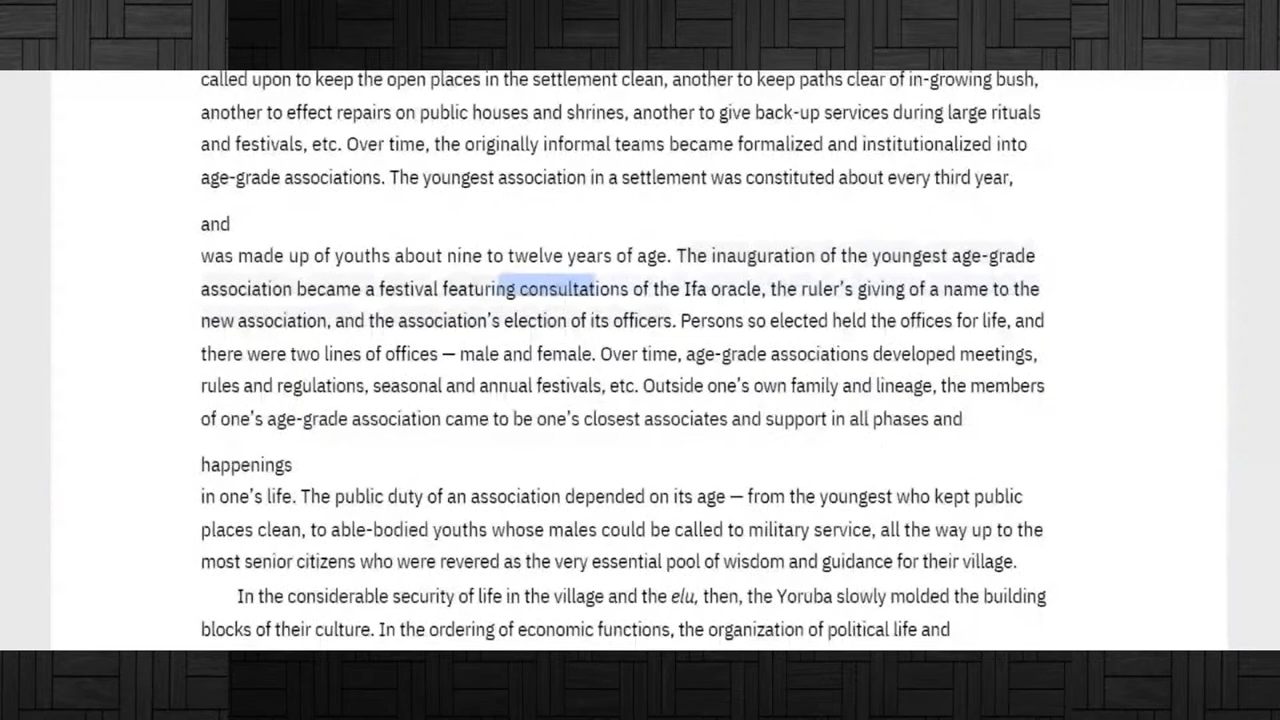 called upon to keep the open places in the settlement clean, another to keep paths clear of in-growing bush,
another to effect repairs on public houses and shrines, another to give back-up services during large rituals
and festivals, etc. Over time, the originally informal teams became formalized and institutionalized into
age-grade associations. The youngest association in a settlement was constituted about every third year,
and
was made up of youths about nine to twelve years of age. The inauguration of the youngest age-grade
association became a festival featuring consultations of the Ifa oracle, the ruler’s giving of a name to the
new association, and the association’s election of its officers. Persons so elected held the offices for life, and
there were two lines of offices — male and female. Over time, age-grade associations developed meetings,
rules and regulations, seasonal and annual festivals, etc. Outside one’s own family and lineage, the members
of one’s age-grade association came to be one’s closest associates and support in all phases and
happenings
in one’s life. The public duty of an association depended on its age — from the youngest who kept public
places clean, to able-bodied youths whose males could be called to military service, all the way up to the
most senior citizens who were revered as the very essential pool of wisdom and guidance for their village.
In the considerable security of life in the village and the elu, then, the Yoruba slowly molded the building
blocks of their culture. In the ordering of economic functions, the organization of political life and